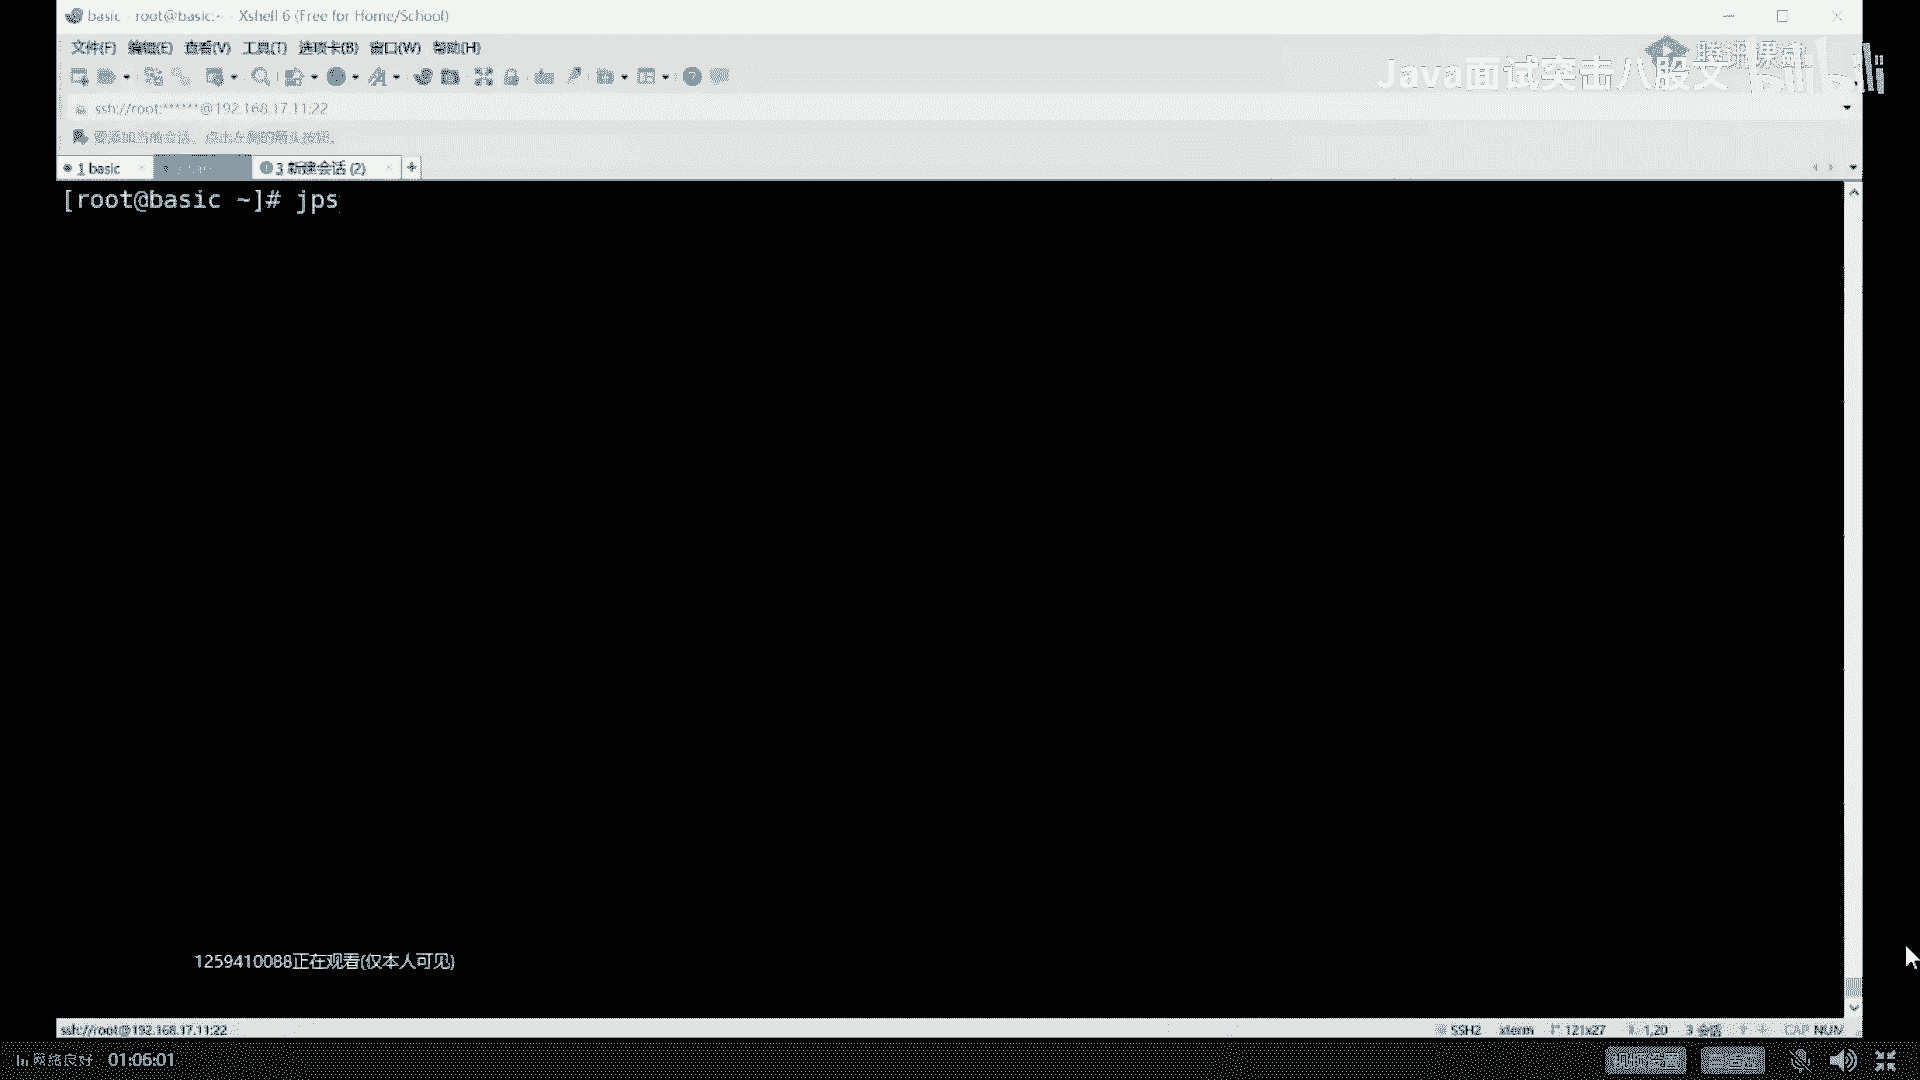 basic - root@basic:~ - Xshell 6 (Free for Home/School)
文件(F) 编辑(E) 查看(V) 工具(T) 选项卡(B) 窗口(W) 帮助(H)
腾讯课堂
Java面试突击八股文 bilibili
ssh://root:******@192.168.17.11:22
要添加当前会话，点击左侧的箭头按钮。
1 basic
3 新建会话 (2)
[root@basic ~]# jps
1259410088正在观看(仅本人可见)
ssh://root@192.168.17.11:22
SSH2 xterm 121x27 1,20 3 会话 CAP NUM
网络良好 01:06:01
视频设置